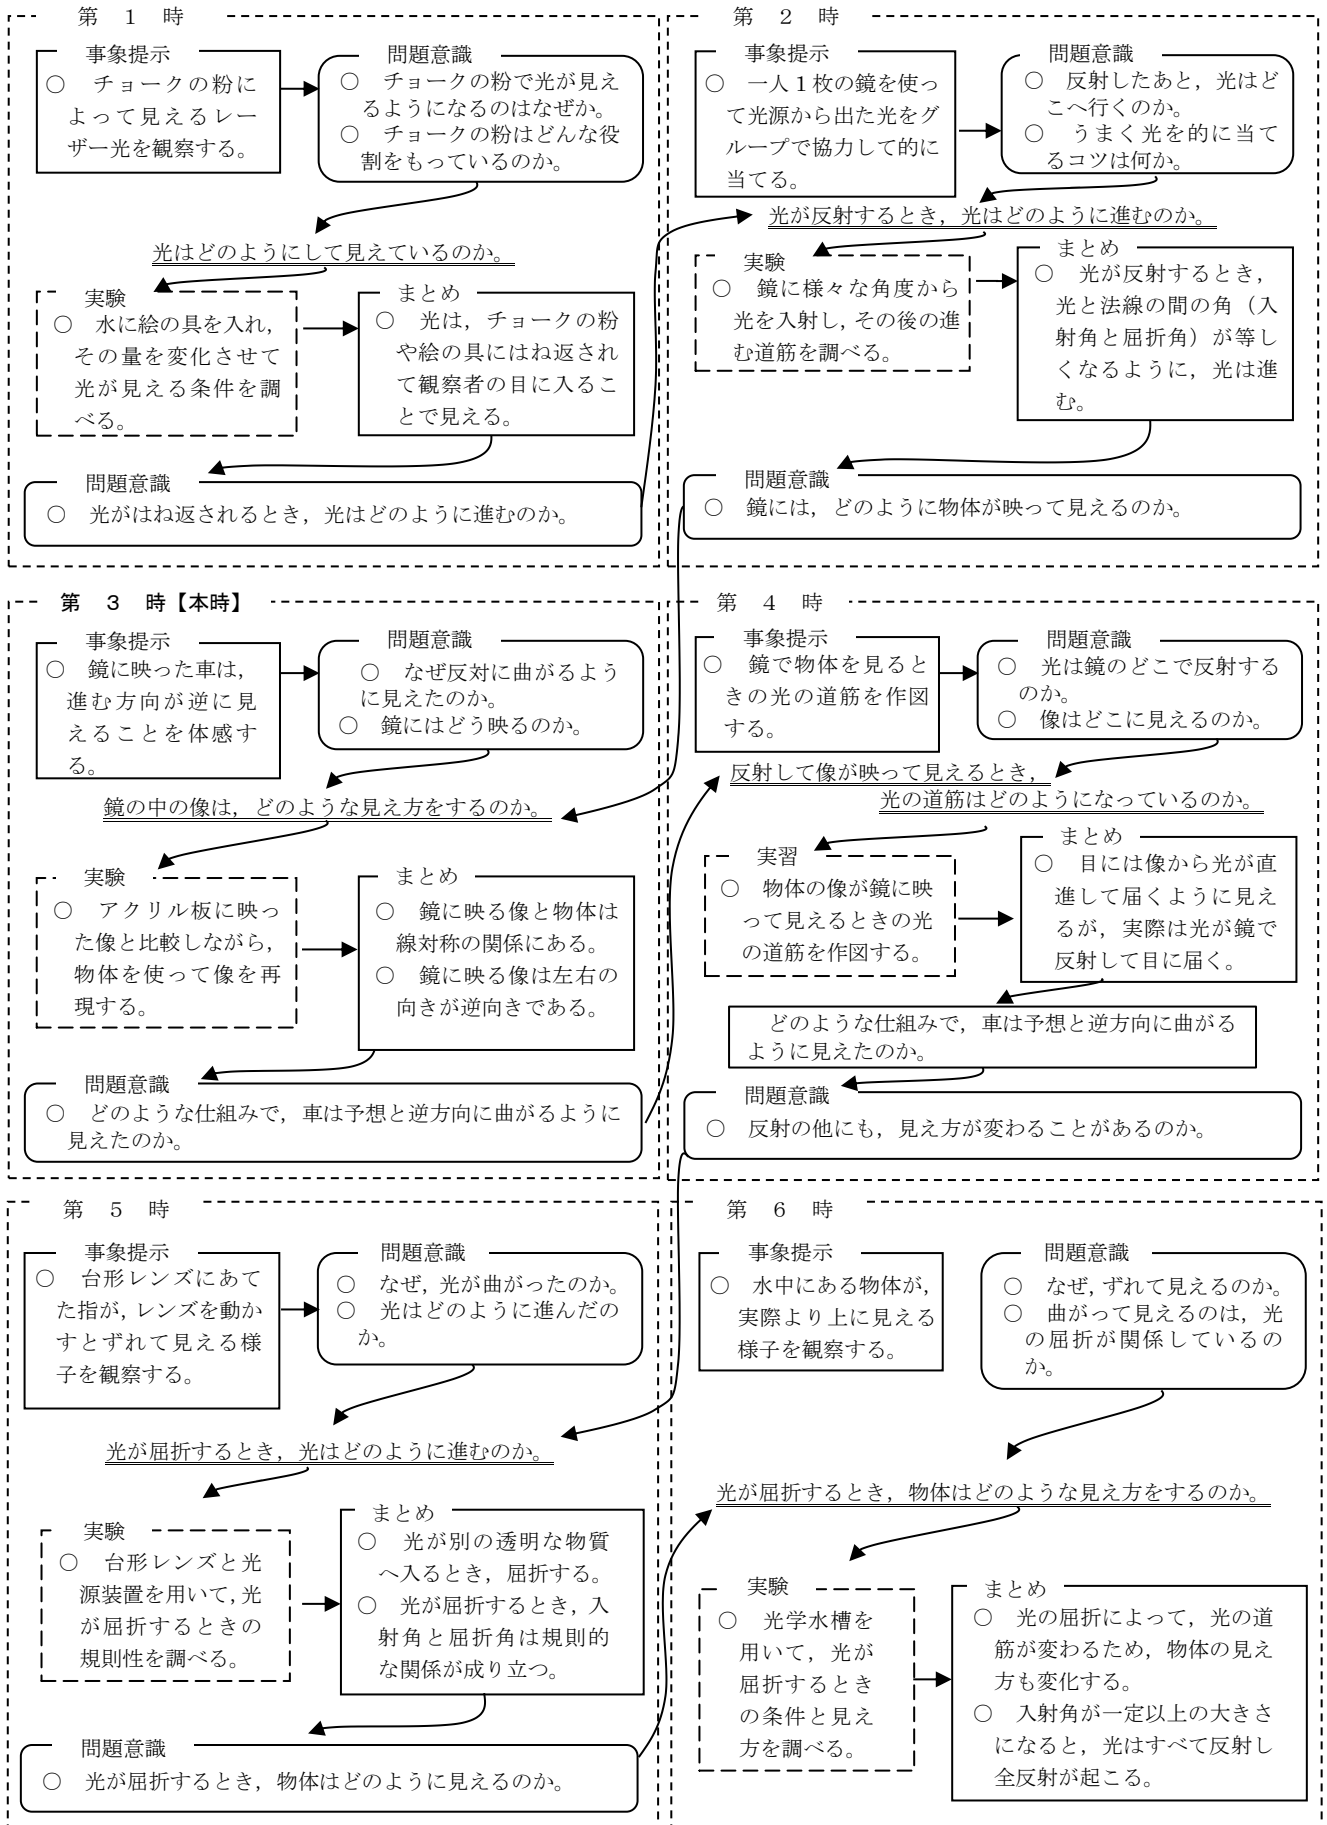 第　１　時
事象提示
○　チョークの粉に
よって見えるレー
ザー光を観察する。
問題意識
○　チョークの粉で光が見え
るようになるのはなぜか。
○　チョークの粉はどんな役
割をもっているのか。
光はどのようにして見えているのか。
実験
○　水に絵の具を入れ，
その量を変化させて
光が見える条件を調
べる。
まとめ
○　光は，チョークの粉
や絵の具にはね返され
て観察者の目に入るこ
とで見える。
問題意識
○　光がはね返されるとき，光はどのように進むのか。
第　２　時
事象提示
○　一人１枚の鏡を使っ
て光源から出た光をグ
ループで協力して的に
当てる。
問題意識
○　反射したあと，光はど
こへ行くのか。
○　うまく光を的に当て
るコツは何か。
光が反射するとき，光はどのように進むのか。
実験
○　鏡に様々な角度から
光を入射し，その後の進
む道筋を調べる。
まとめ
○　光が反射するとき，
光と法線の間の角（入
射角と屈折角）が等し
くなるように，光は進
む。
問題意識
○　鏡には，どのように物体が映って見えるのか。
第　３　時【本時】
事象提示
○　鏡に映った車は，
進む方向が逆に見
えることを体感す
る。
問題意識
○　なぜ反対に曲がるよう
に見えたのか。
○　鏡にはどう映るのか。
鏡の中の像は，どのような見え方をするのか。
実験
○　アクリル板に映っ
た像と比較しながら，
物体を使って像を再
現する。
まとめ
○　鏡に映る像と物体は
線対称の関係にある。
○　鏡に映る像は左右の
向きが逆向きである。
問題意識
○　どのような仕組みで，車は予想と逆方向に曲がるように
見えたのか。
第　４　時
事象提示
○　鏡で物体を見ると
きの光の道筋を作図
する。
問題意識
○　光は鏡のどこで反射する
のか。
○　像はどこに見えるのか。
反射して像が映って見えるとき，
光の道筋はどのようになっているのか。
実習
○　物体の像が鏡に映
って見えるときの光
の道筋を作図する。
まとめ
○　目には像から光が直
進して届くように見え
るが，実際は光が鏡で
反射して目に届く。
どのような仕組みで，車は予想と逆方向に曲がる
ように見えたのか。
問題意識
○　反射の他にも，見え方が変わることがあるのか。
第　５　時
事象提示
○　台形レンズにあて
た指が，レンズを動か
すとずれて見える様
子を観察する。
問題意識
○　なぜ，光が曲がったのか。
○　光はどのように進んだの
か。
光が屈折するとき，光はどのように進むのか。
実験
○　台形レンズと光
源装置を用いて，光
が屈折するときの
規則性を調べる。
まとめ
○　光が別の透明な物質
へ入るとき，屈折する。
○　光が屈折するとき，入
射角と屈折角は規則的
な関係が成り立つ。
問題意識
○　光が屈折するとき，物体はどのように見えるのか。
第　６　時
事象提示
○　水中にある物体が，
実際より上に見える
様子を観察する。
問題意識
○　なぜ，ずれて見えるのか。
○　曲がって見えるのは，光
の屈折が関係しているの
か。
光が屈折するとき，物体はどのような見え方をするのか。
実験
○　光学水槽を
用いて，光が
屈折するとき
の条件と見え
方を調べる。
まとめ
○　光の屈折によって，光の道
筋が変わるため，物体の見え
方も変化する。
○　入射角が一定以上の大きさ
になると，光はすべて反射し
全反射が起こる。